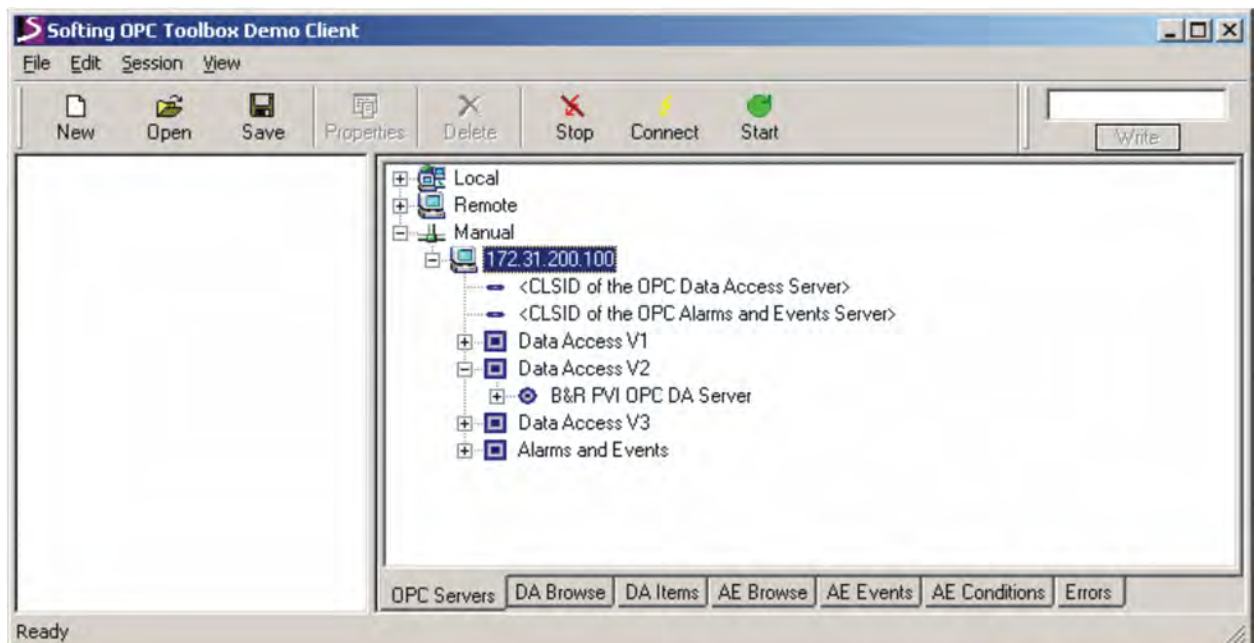 Softing OPC Toolbox Demo Client
File Edit Session View
New Open Save Properties Delete Stop Connect Start Write
Local
Remote
Manual
172.31.200.100
<CLSID of the OPC Data Access Server>
<CLSID of the OPC Alarms and Events Server>
Data Access V1
Data Access V2
B&R PVI OPC DA Server
Data Access V3
Alarms and Events
OPC Servers DA Browse DA Items AE Browse AE Events AE Conditions Errors
Ready